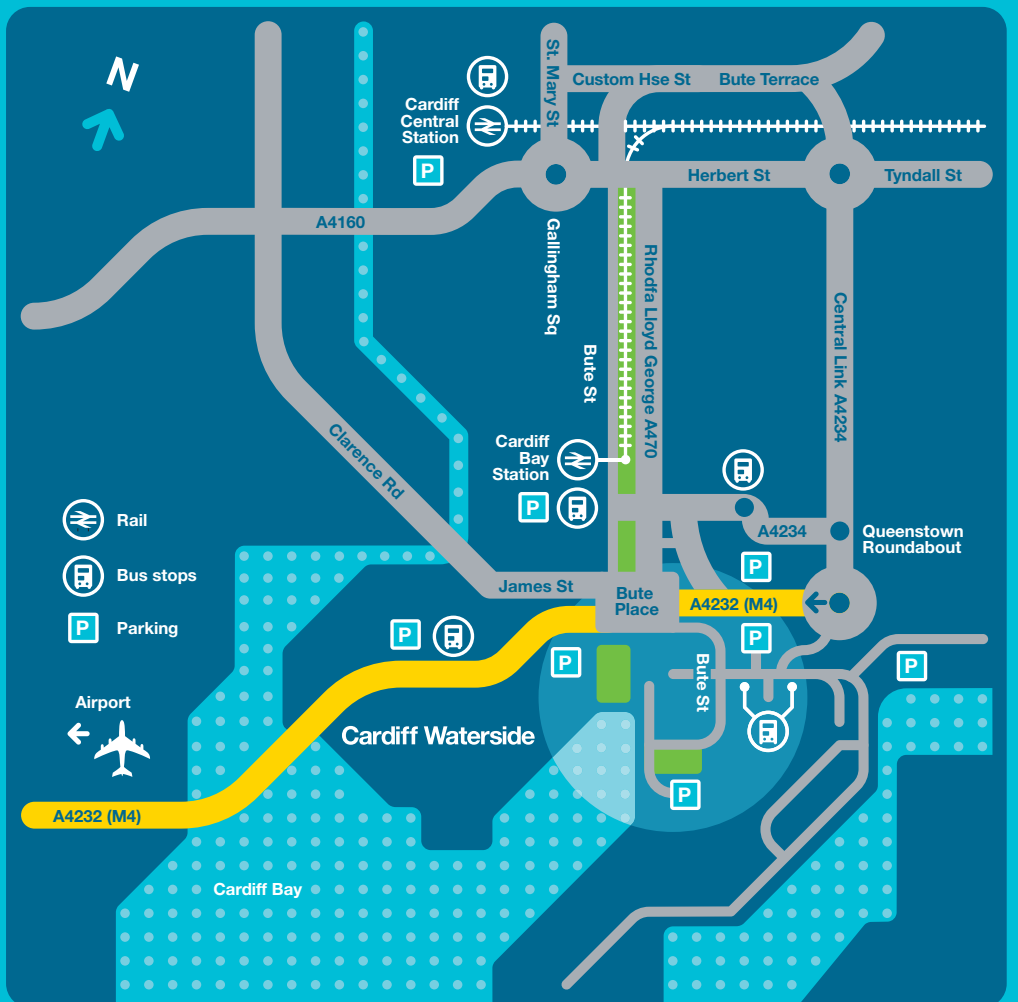 N
St. Mary St
Custom Hse St
Bute Terrace
Cardiff
Central
Station
P
Herbert St
Tyndall St
A4160
Gallingham Sq
Rhodfa Lloyd George A470
Central Link A4234
Bute St
Clarence Rd
Cardiff
Bay
Station
P
Rail
A4234
Queenstown
Roundabout
Bus stops
P
James St
Bute
Place
A4232 (M4)
P
Parking
P
P
P
P
Bute St
Airport
Cardiff Waterside
P
A4232 (M4)
Cardiff Bay